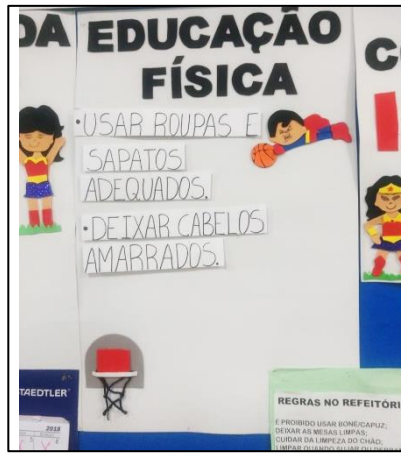 DA
EDUCAÇÃO
FÍSICA
• USAR ROUPAS E
SAPATOS
ADEQUADOS.
• DEIXAR CABELOS
AMARRADOS.
STAEDTLER
2018
REGRAS NO REFEITÓRI
É PROIBIDO USAR BONÉ/CAPUZ;
DEIXAR AS MESAS LIMPAS;
CUIDAR DA LIMPEZA DO CHÃO;